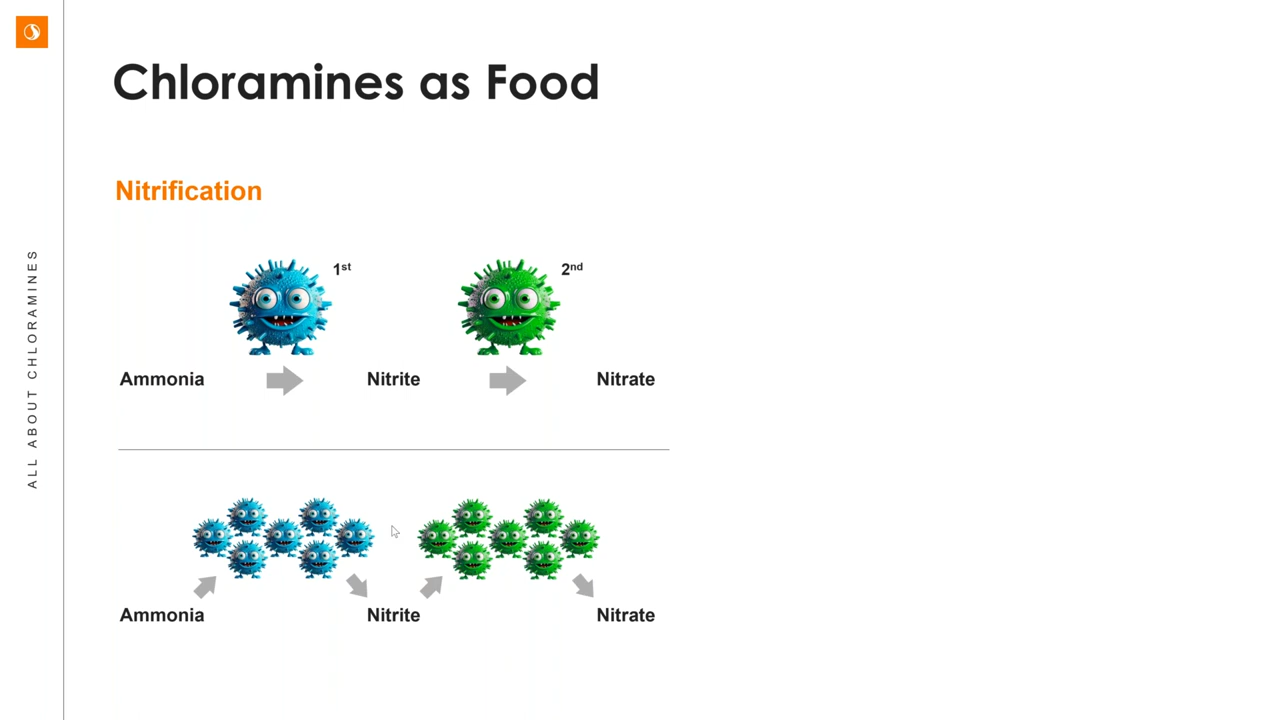 Chloramines as Food
Nitrification
1st
2nd
Ammonia
Nitrite
Nitrate
Ammonia
Nitrite
Nitrate
ALL ABOUT CHLORAMINES